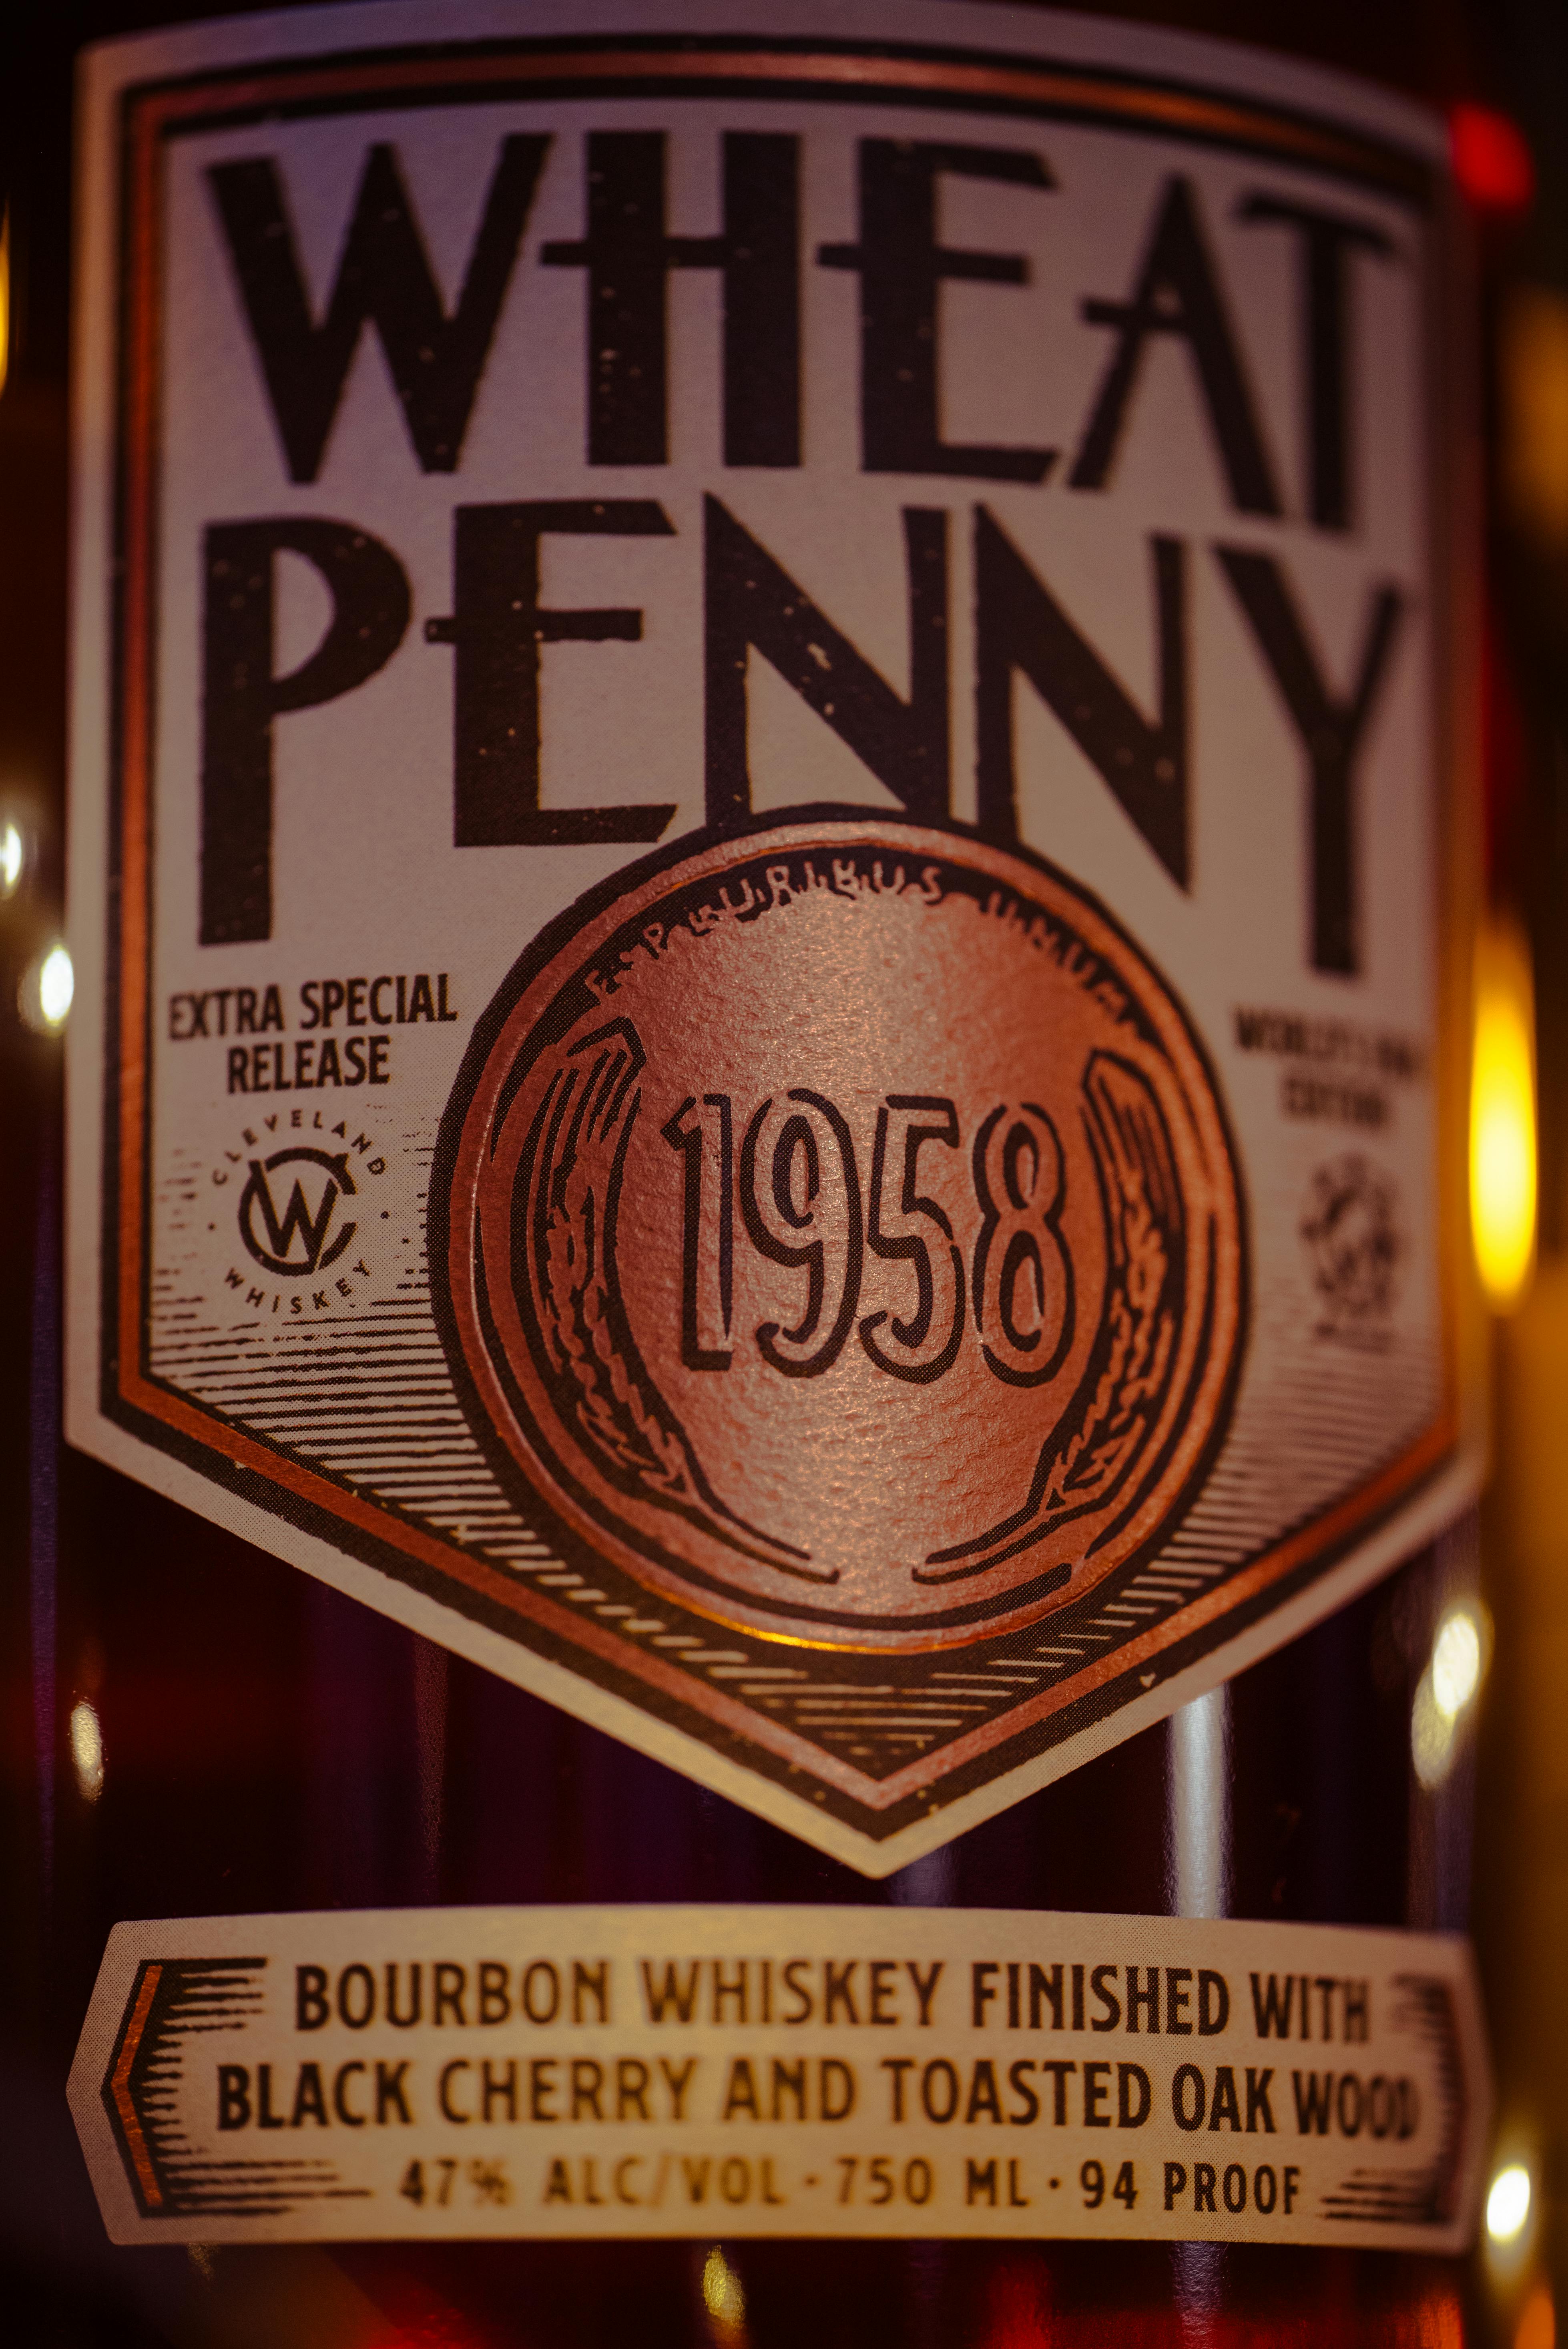 WHEAT
PENNY
E PLURIBUS UNUM
EXTRA SPECIAL
RELEASE
EDITION
CLEVELAND
CW
WHISKEY
1958
BOURBON WHISKEY FINISHED WITH
BLACK CHERRY AND TOASTED OAK WOOD
47% ALC/VOL · 750 ML · 94 PROOF